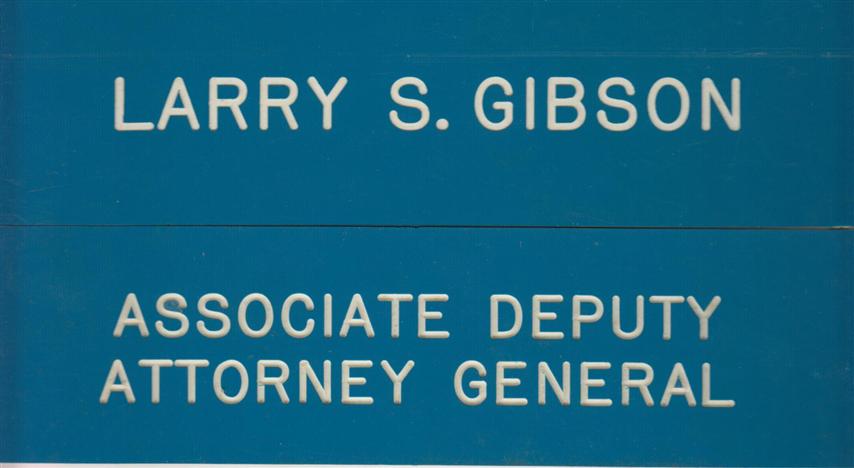 LARRY S. GIBSON
ASSOCIATE DEPUTY
ATTORNEY GENERAL